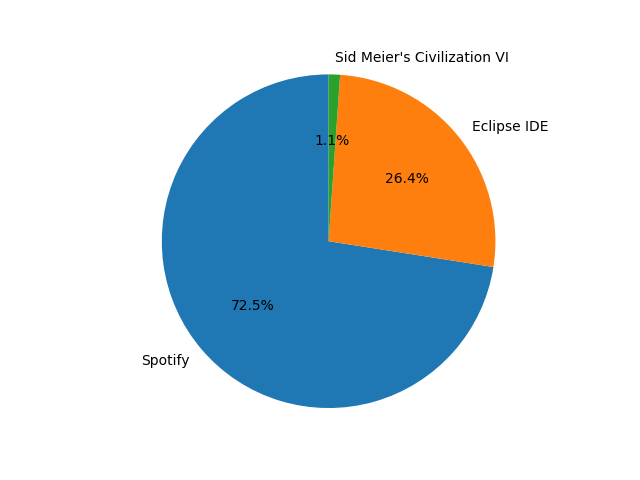 Sid Meier's Civilization VI
Eclipse IDE
1.1%
26.4%
72.5%
Spotify